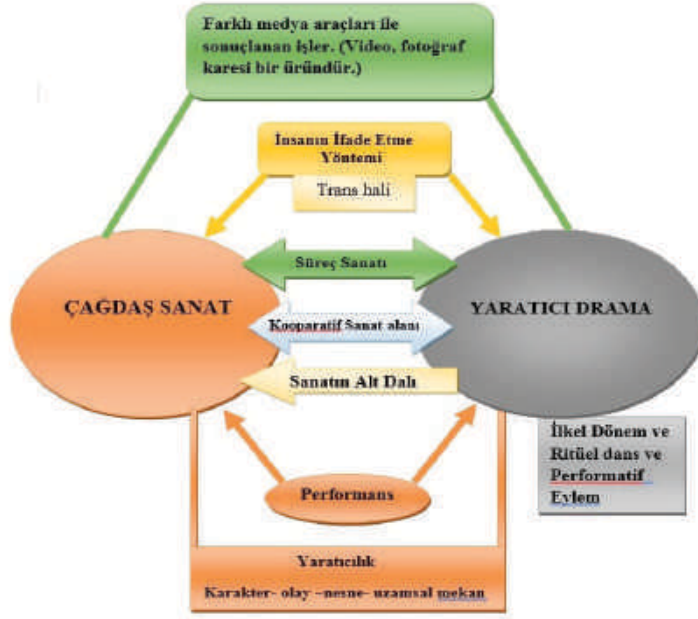 Farklı medya araçları ile
sonuçlanan işler. (Video, fotoğraf
karesi bir üründür.)
İnsanın İfade Etme
Yöntemi
Trans hali
Süreç Sanatı
ÇAĞDAŞ SANAT
YARATICI DRAMA
Kooparatif Sanat alanı
Sanatın Alt Dalı
İlkel Dönem ve
Ritüel dans ve
Performatif
Eylem
Performans
Yaratıcılık
Karakter- olay –nesne- uzamsal mekan